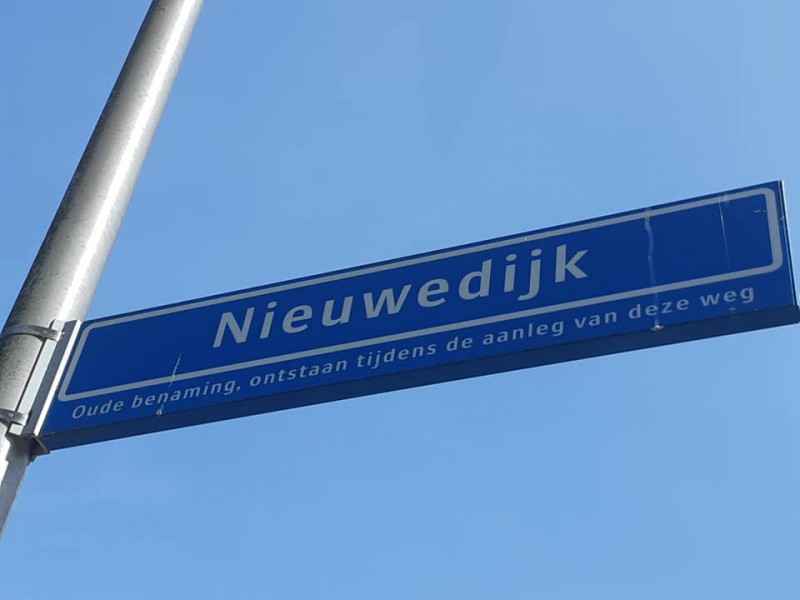 Nieuwedijk
Oude benaming, ontstaan tijdens de aanleg van deze weg